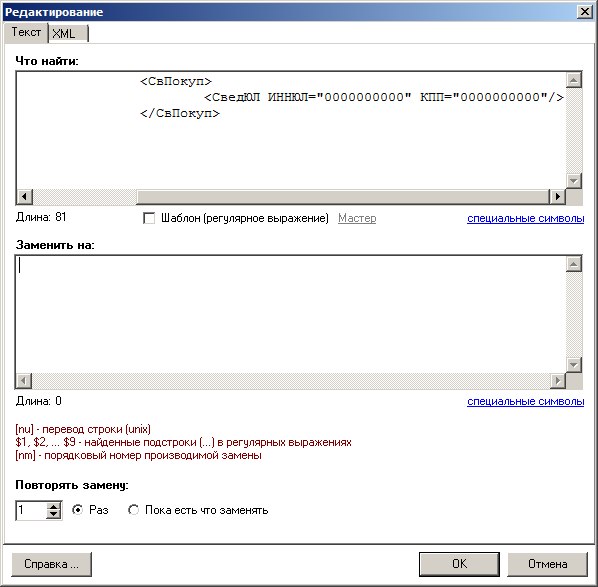 Редактирование
Текст XML
Что найти:
<СвПокуп>
<СведЮЛ ИННЮЛ="0000000000" КПП="0000000000"/>
</СвПокуп>
Длина: 81 Шаблон (регулярное выражение) Мастер специальные символы
Заменить на:
Длина: 0 специальные символы
[nu] - перевод строки (unix)
$1, $2, ... $9 - найденные подстроки (...) в регулярных выражениях
[nm] - порядковый номер производимой замены
Повторять замену:
1 Раз Пока есть что заменять
Справка ... OK Отмена